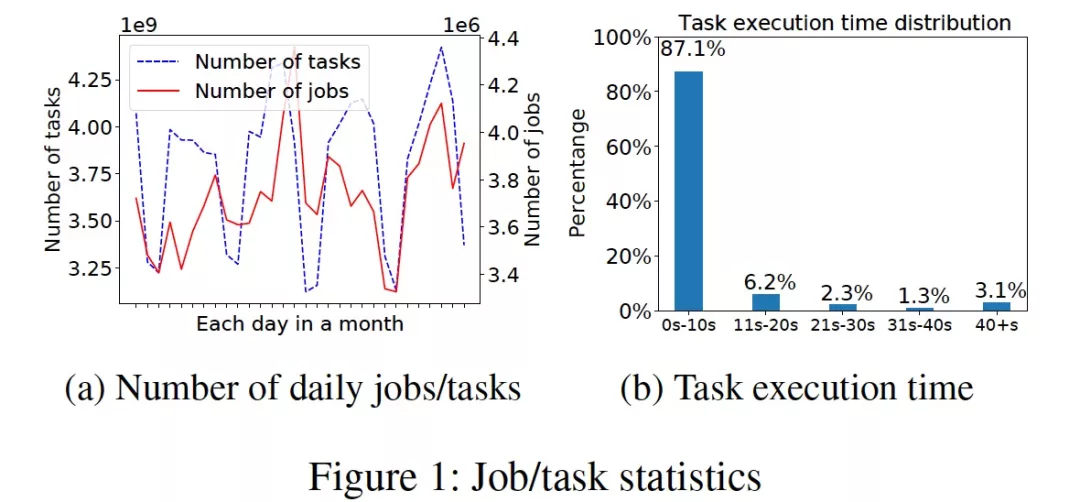 1e9
1e6
Number of tasks
Number of jobs
4.25
4.00
3.75
3.50
3.25
Number of tasks
4.4
4.2
4.0
3.8
3.6
3.4
Number of jobs
Each day in a month
(a) Number of daily jobs/tasks
Task execution time distribution
100%
80%
60%
40%
20%
0%
Percentange
87.1%
6.2%
2.3%
1.3%
3.1%
0s-10s
11s-20s
21s-30s
31s-40s
40+s
(b) Task execution time
Figure 1: Job/task statistics